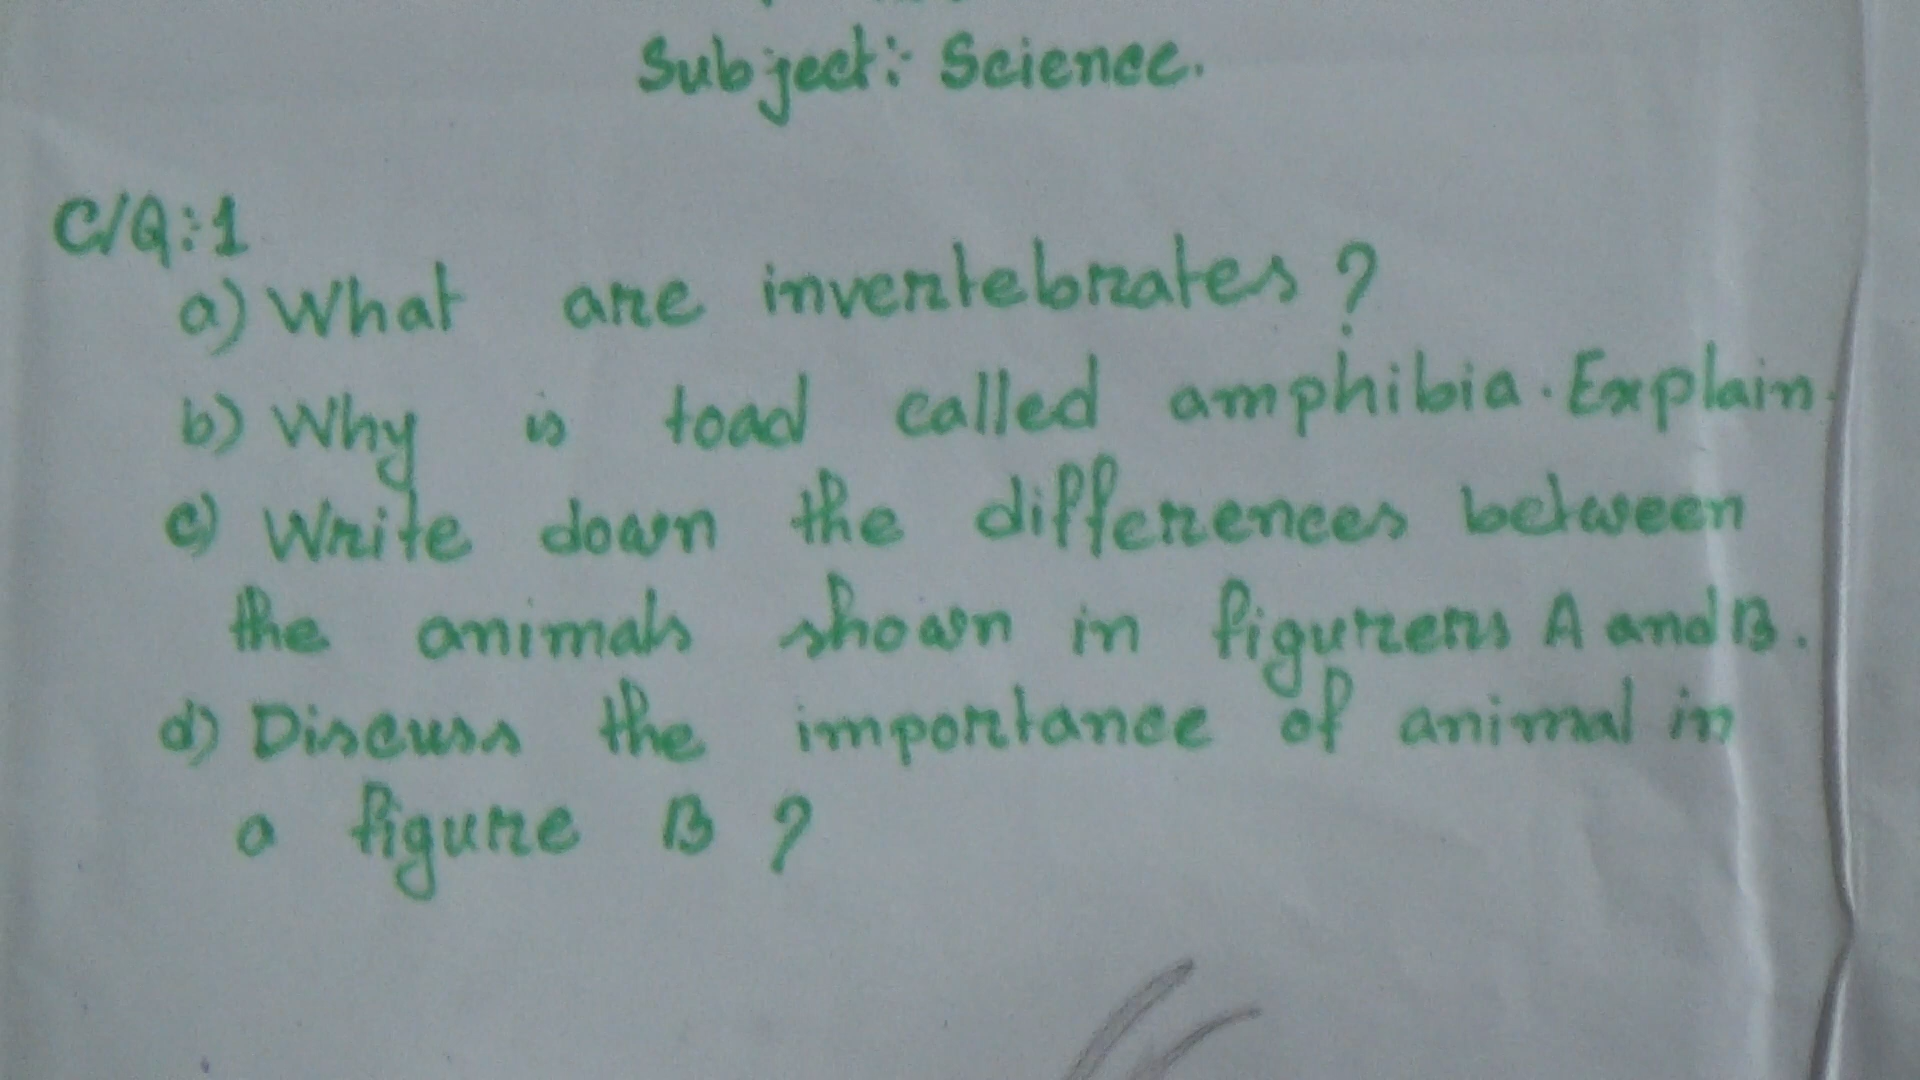 Subject: Science.
C/Q:1
a) What are invertebrates?
b) Why is toad called amphibia. Explain.
c) Write down the differences between
the animals shown in figurers A and B.
d) Discuss the importance of animal in
a figure B ?